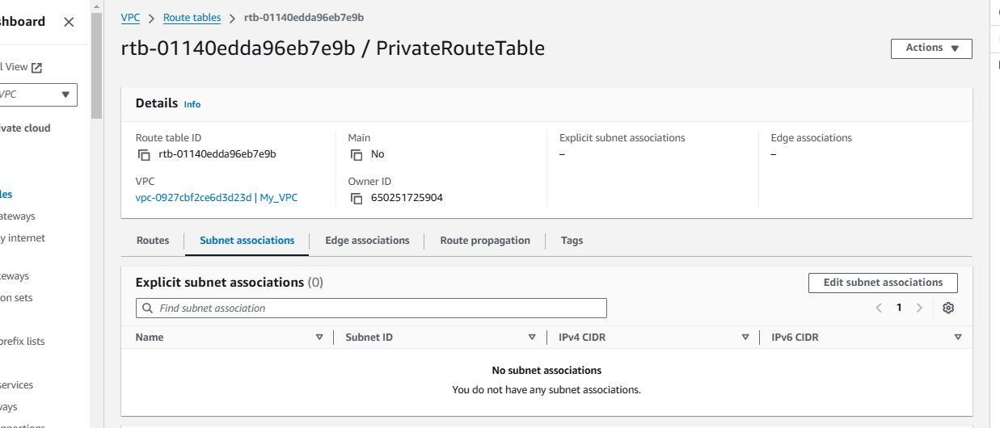 shboard
VPC > Route tables > rtb-01140edda96eb7e9b
rtb-01140edda96eb7e9b / PrivateRouteTable
Actions
l View
VPC
ivate cloud
les
ateways
y internet
eways
on sets
prefix lists
services
ways
Details Info
Route table ID
rtb-01140edda96eb7e9b
Main
No
Explicit subnet associations
–
Edge associations
–
VPC
vpc-0927cbf2ce6d3d23d | My_VPC
Owner ID
650251725904
Routes
Subnet associations
Edge associations
Route propagation
Tags
Explicit subnet associations (0)
Edit subnet associations
Find subnet association
1
Name
Subnet ID
IPv4 CIDR
IPv6 CIDR
No subnet associations
You do not have any subnet associations.